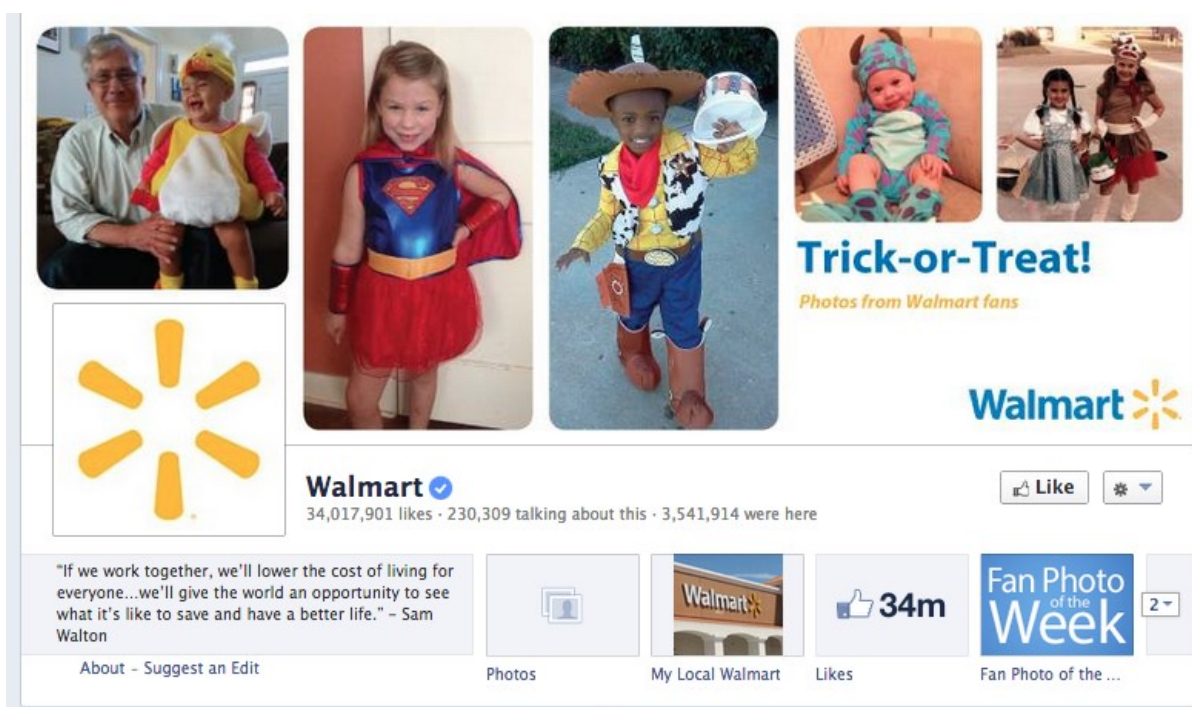 Trick-or-Treat!
Photos from Walmart fans
Walmart
Walmart
34,017,901 likes · 230,309 talking about this · 3,541,914 were here
Like
"If we work together, we'll lower the cost of living for
everyone...we'll give the world an opportunity to see
what it's like to save and have a better life." – Sam
Walton
About – Suggest an Edit
Photos
Walmart
My Local Walmart
34m
Likes
Fan Photo
of the
Week
Fan Photo of the ...
2